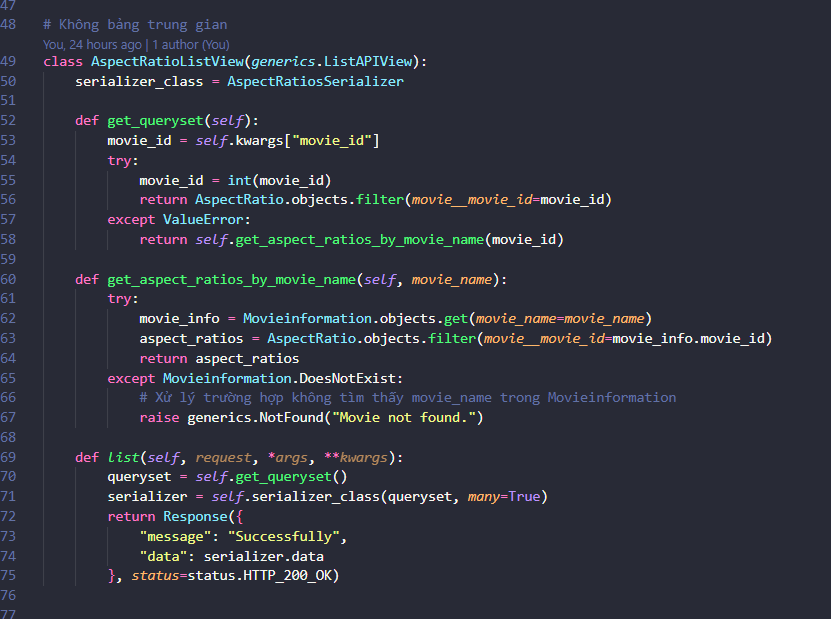 47
48 # Không bảng trung gian
You, 24 hours ago | 1 author (You)
49 class AspectRatioListView(generics.ListAPIView):
50     serializer_class = AspectRatiosSerializer
51
52     def get_queryset(self):
53         movie_id = self.kwargs["movie_id"]
54         try:
55             movie_id = int(movie_id)
56             return AspectRatio.objects.filter(movie__movie_id=movie_id)
57         except ValueError:
58             return self.get_aspect_ratios_by_movie_name(movie_id)
59
60     def get_aspect_ratios_by_movie_name(self, movie_name):
61         try:
62             movie_info = Movieinformation.objects.get(movie_name=movie_name)
63             aspect_ratios = AspectRatio.objects.filter(movie__movie_id=movie_info.movie_id)
64             return aspect_ratios
65         except Movieinformation.DoesNotExist:
66             # Xử lý trường hợp không tìm thấy movie_name trong Movieinformation
67             raise generics.NotFound("Movie not found.")
68
69     def list(self, request, *args, **kwargs):
70         queryset = self.get_queryset()
71         serializer = self.serializer_class(queryset, many=True)
72         return Response({
73             "message": "Successfully",
74             "data": serializer.data
75         }, status=status.HTTP_200_OK)
76
77